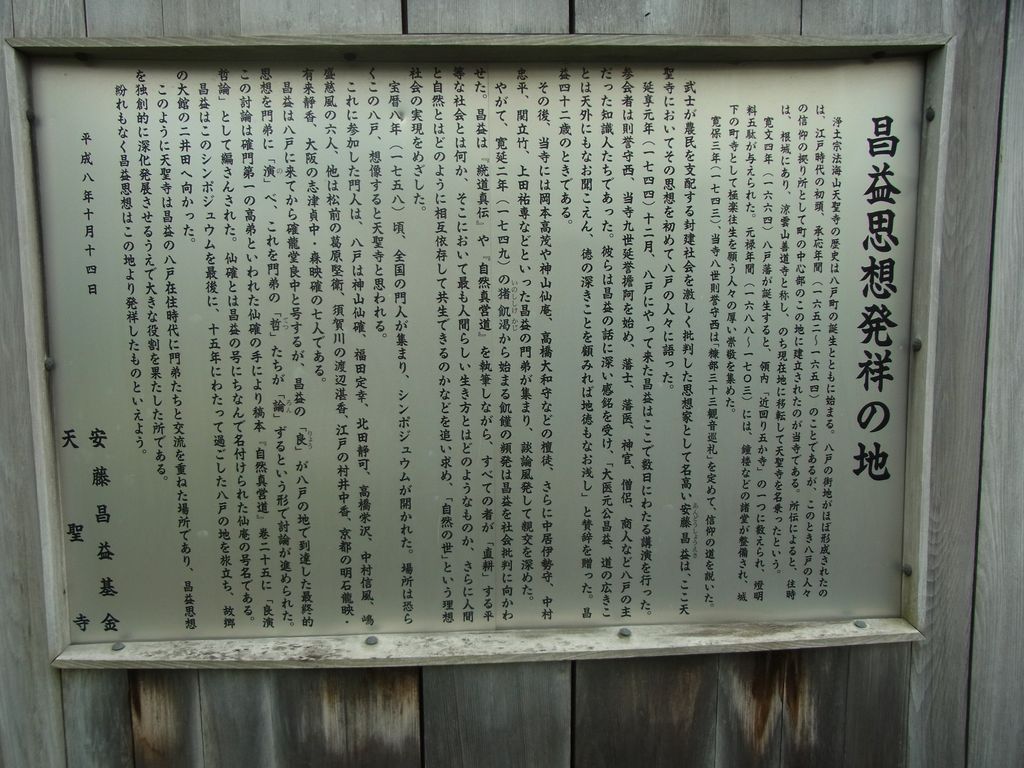 昌益思想発祥の地
浄土宗法海山天聖寺の歴史は八戸町の誕生とともに始まる。八戸の街地がほぼ形成されたの
は、江戸時代の初頭、承応年間(一六五二〜一六五四)のことであるが、このとき八戸の人々
の信仰の拠り所として町の中心部のこの地に建立されたのが当寺である。所伝によると、往時
は、根城にあり、涼雲山善道寺と称し、のち現在地に移転して天聖寺を名乗ったという。
寛文四年(一六六四)八戸藩が誕生すると、領内「近回り五か寺」の一つに数えられ、燈明
料五駄が与えられた。元禄年間(一六八八〜一七〇三)には、鐘楼などの諸堂が整備され、城
下の町寺として極楽往生を願う人々の厚い崇敬を集めた。
寛保三年(一七四三)、当寺八世則誉守西は「糠部三十三観音巡礼」を定めて、信仰の道を説いた。
武士が農民を支配する封建社会を激しく批判した思想家として名高い安藤昌益は、ここ天
聖寺においてその思想を初めて八戸の人々に語った。
延享元年(一七四四)十二月、八戸にやって来た昌益はここで数日にわたる講演を行った。
参会者は則誉守西、当寺九世延誉擔阿を始め、藩士、藩医、神官、僧侶、商人など八戸の主
だった知識人たちであった。彼らは昌益の話に深い感銘を受け、「大医元公昌益、道の広きこ
とは天外にもなお聞こえん、徳の深きことを顧みれば地徳もなお浅し」と賛辞を贈った。昌
益四十二歳のときである。
その後、当寺には岡本高茂や神山仙庵、高橋大和守などの檀徒、さらに中居伊勢守、中村
忠平、関立竹、上田祐専などといった昌益の門弟が集まり、談論風発して親交を深めた。
やがて、寛延二年(一七四九)の猪飢渇から始まる飢饉の頻発は昌益を社会批判に向かわ
せた。昌益は『統道真伝』や『自然真営道』を執筆しながら、すべての者が「直耕」する平
等な社会とは何か、そこにおいて最も人間らしい生き方とはどのようなものか、さらに人間
と自然とはどのように相互依存して共生できるのかなどを追い求め、「自然の世」という理想
社会の実現をめざした。
宝暦八年(一七五八)頃、全国の門人が集まり、シンポジュウムが開かれた。場所は恐ら
くこの八戸、想像すると天聖寺と思われる。
これに参加した門人は、八戸は神山仙確、福田定幸、北田静可、高橋栄沢、中村信風、嶋
盛慈風の六人、他は松前の葛原堅衛、須賀川の渡辺湛香、江戸の村井中香、京都の明石龍映・
有来静香、大阪の志津貞中・森映確の七人である。
昌益は八戸に来てから確龍堂良中と号するが、昌益の「良」が八戸の地で到達した最終的
思想を門弟に「演」べ、これを門弟の「哲」たちが「論」ずるという形で討論が進められた。
この討論は確門第一の高弟といわれた仙確の手により稿本『自然真営道』巻二十五に「良演
哲論」として編さんされた。仙確とは昌益の号にちなんで名付けられた仙庵の号名である。
昌益はこのシンポジュウムを最後に、十五年にわたって過ごした八戸の地を旅立ち、故郷
の大館の二井田へ向かった。
このように天聖寺は昌益の八戸在住時代に門弟たちと交流を重ねた場所であり、昌益思想
を独創的に深化発展させるうえで大きな役割を果たした所である。
紛れもなく昌益思想はこの地より発祥したものといえよう。
平成八年十月十四日
安藤昌益基金
天聖寺